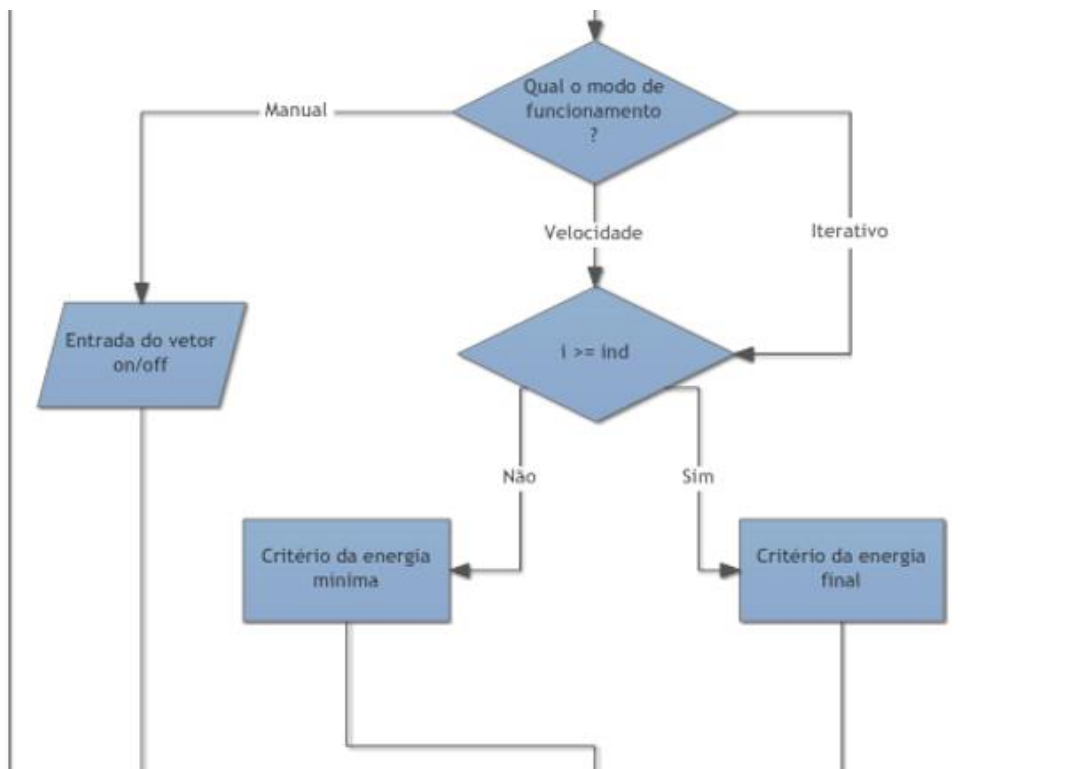 Qual o modo de
funcionamento
?
Manual
Velocidade
Iterativo
Entrada do vetor
on/off
i >= ind
Não
Sim
Critério da energia
minima
Critério da energia
final